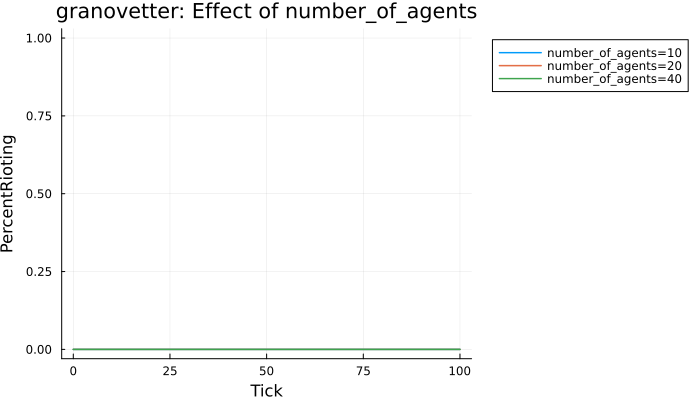 granovetter: Effect of number_of_agents
PercentRioting
1.00
0.75
0.50
0.25
0.00
0 25 50 75 100
Tick
number_of_agents=10
number_of_agents=20
number_of_agents=40